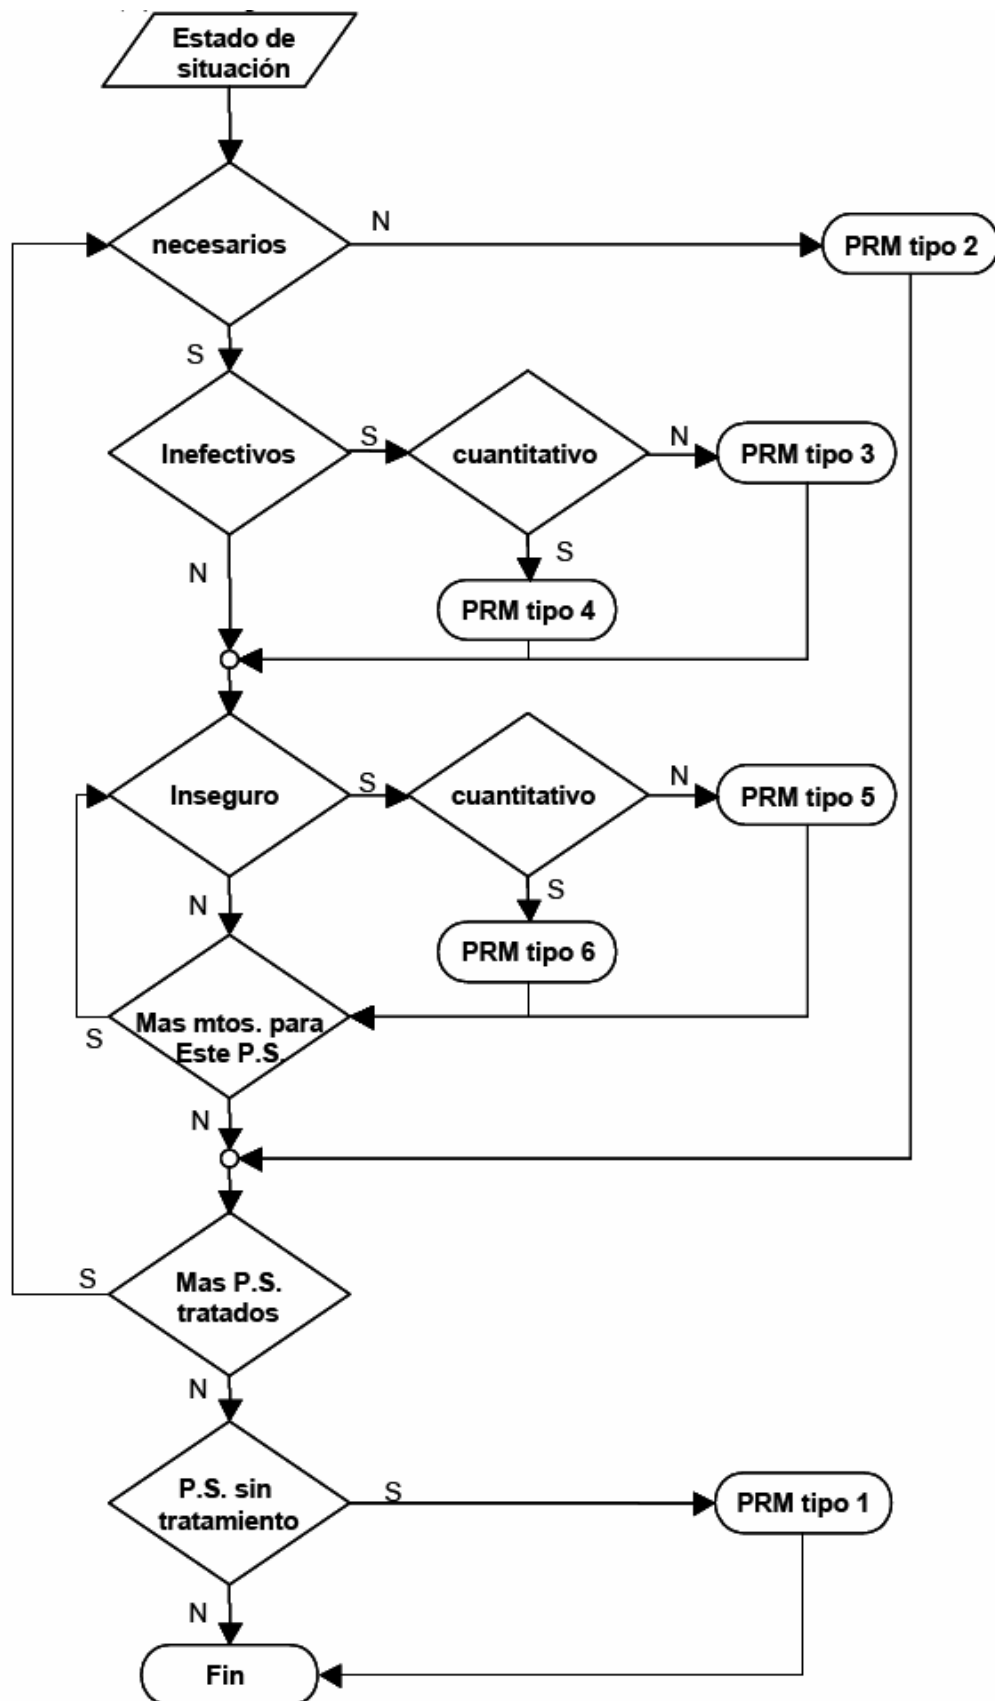 Estado de
situación
necesarios
N
PRM tipo 2
S
Inefectivos
S
cuantitativo
N
PRM tipo 3
N
S
PRM tipo 4
Inseguro
S
cuantitativo
N
PRM tipo 5
N
S
PRM tipo 6
Mas mtos. para
Este P.S.
S
N
Mas P.S.
tratados
S
N
P.S. sin
tratamiento
S
PRM tipo 1
N
Fin